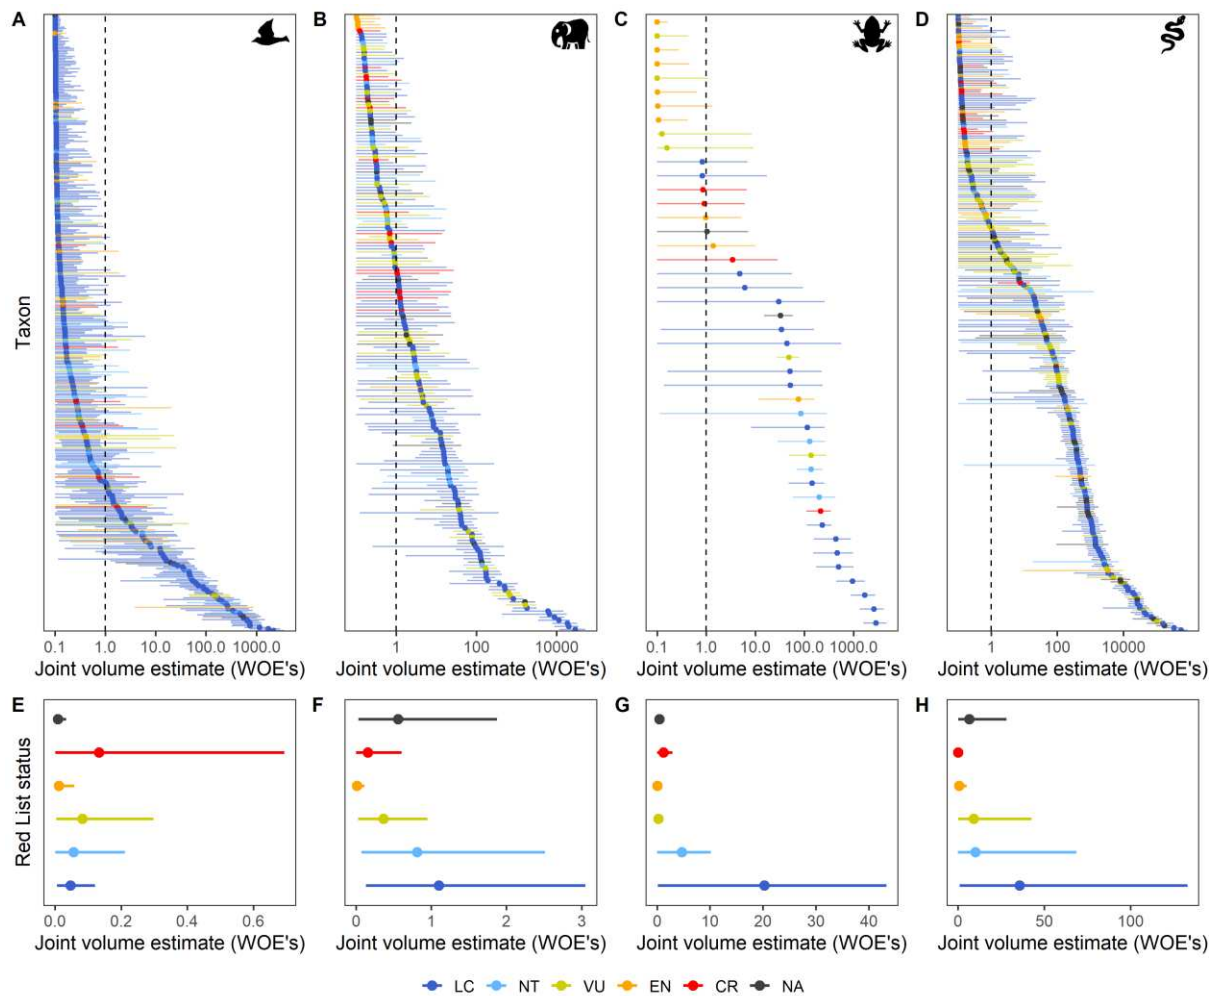 A B C D
Taxon
0.1 1.0 10.0 100.0 1000.0 1 100 10000 0.1 1.0 10.0 100.0 1000.0 1 100 10000
Joint volume estimate (WOE's) Joint volume estimate (WOE's) Joint volume estimate (WOE's) Joint volume estimate (WOE's)
E F G H
Red List status
0.0 0.2 0.4 0.6 0 1 2 3 0 10 20 30 40 0 50 100
Joint volume estimate (WOE's) Joint volume estimate (WOE's) Joint volume estimate (WOE's) Joint volume estimate (WOE's)
LC NT VU EN CR NA